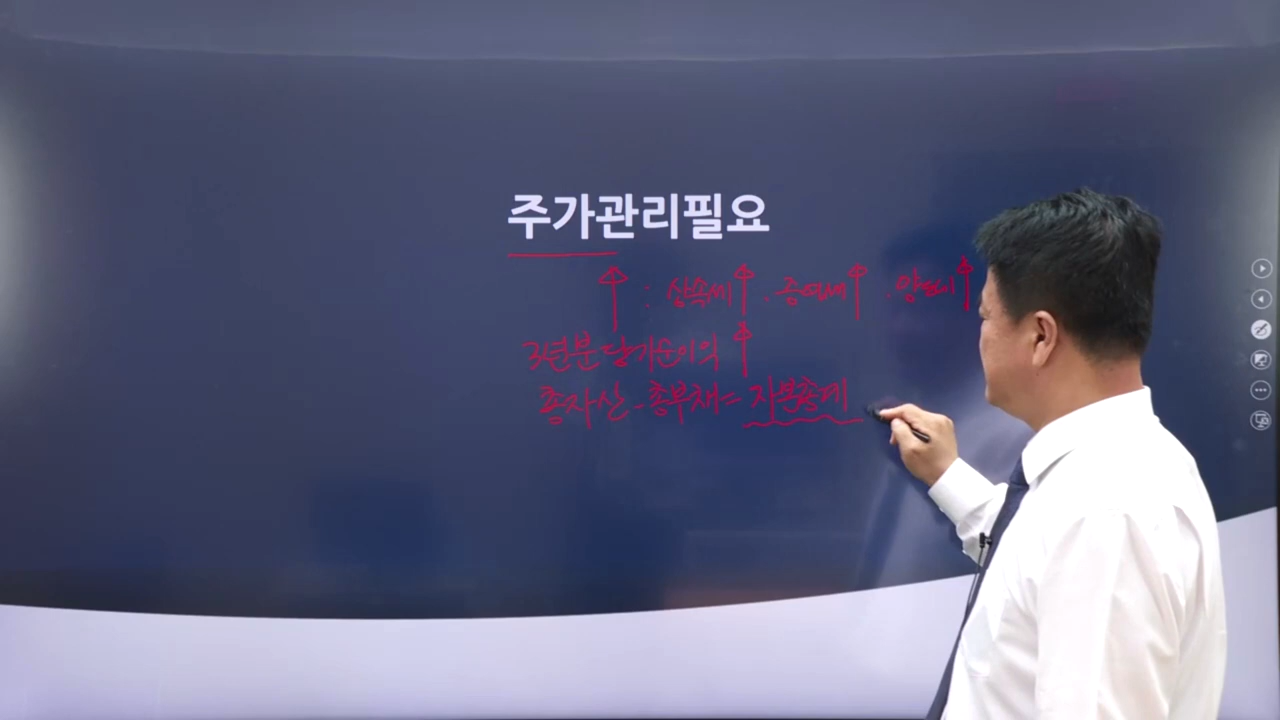 주가관리필요
↑ : 상속세↑ . 증여세↑ . 양도세↑
3년분 당기순이익↑
총자산 - 총부채 = 자본총계